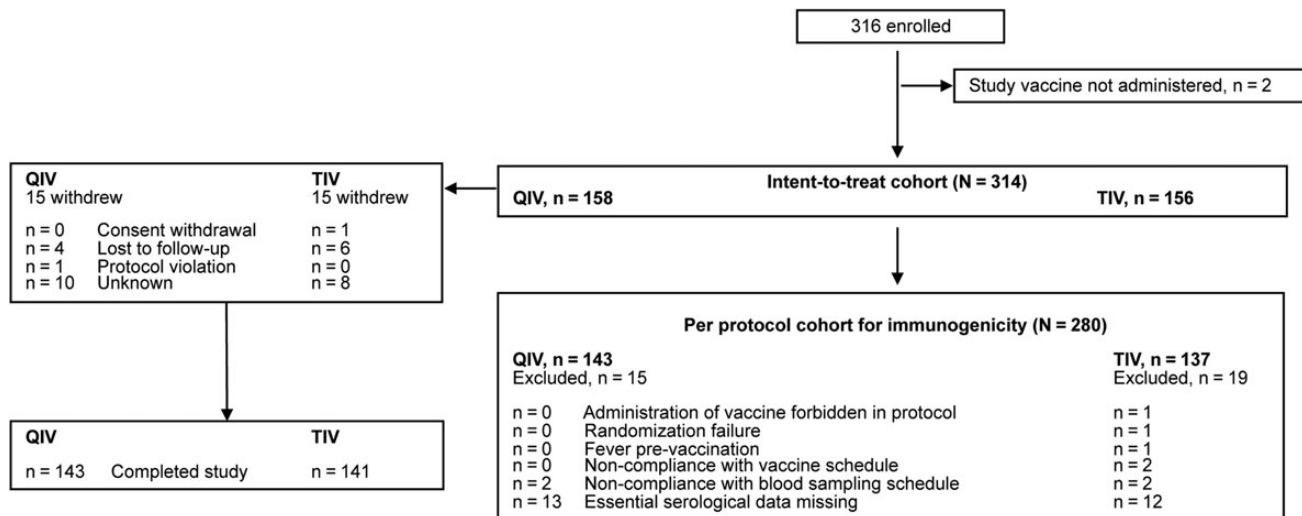 316 enrolled
Study vaccine not administered, n = 2
Intent-to-treat cohort (N = 314)
QIV, n = 158 TIV, n = 156
QIV TIV
15 withdrew 15 withdrew
n = 0 Consent withdrawal n = 1
n = 4 Lost to follow-up n = 6
n = 1 Protocol violation n = 0
n = 10 Unknown n = 8
QIV TIV
n = 143 Completed study n = 141
Per protocol cohort for immunogenicity (N = 280)
QIV, n = 143 TIV, n = 137
Excluded, n = 15 Excluded, n = 19
n = 0 Administration of vaccine forbidden in protocol n = 1
n = 0 Randomization failure n = 1
n = 0 Fever pre-vaccination n = 1
n = 0 Non-compliance with vaccine schedule n = 2
n = 2 Non-compliance with blood sampling schedule n = 2
n = 13 Essential serological data missing n = 12